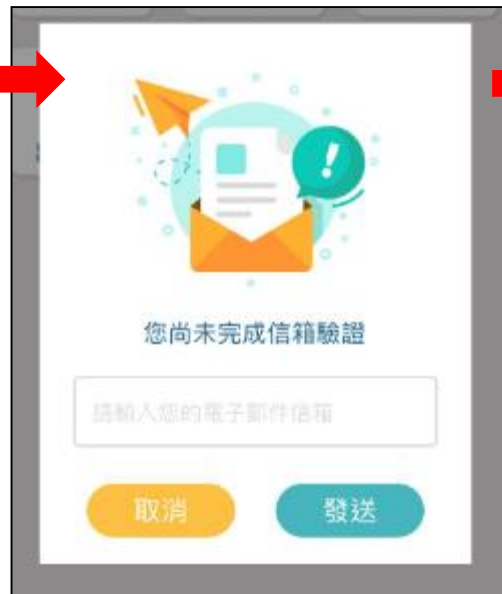 您尚未完成信箱驗證
請輸入您的電子郵件信箱
取消
發送